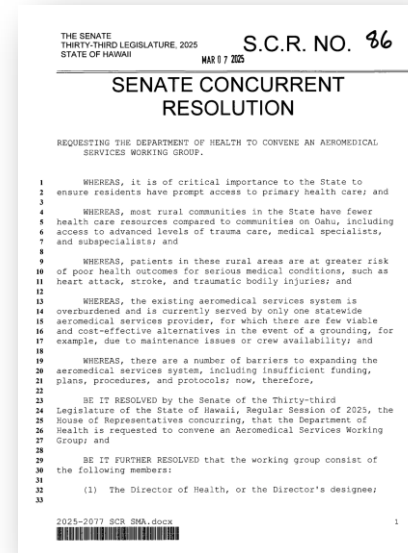 THE SENATE
THIRTY-THIRD LEGISLATURE, 2025
STATE OF HAWAII
S.C.R. NO. 86
MAR 07 2025
SENATE CONCURRENT
RESOLUTION
REQUESTING THE DEPARTMENT OF HEALTH TO CONVENE AN AEROMEDICAL
SERVICES WORKING GROUP.
1 WHEREAS, it is of critical importance to the State to
2 ensure residents have prompt access to primary health care; and
3
4 WHEREAS, most rural communities in the State have fewer
5 health care resources compared to communities on Oahu, including
6 access to advanced levels of trauma care, medical specialists,
7 and subspecialists; and
8
9 WHEREAS, patients in these rural areas are at greater risk
10 of poor health outcomes for serious medical conditions, such as
11 heart attack, stroke, and traumatic bodily injuries; and
12
13 WHEREAS, the existing aeromedical services system is
14 overburdened and is currently served by only one statewide
15 aeromedical services provider, for which there are few viable
16 and cost-effective alternatives in the event of a grounding, for
17 example, due to maintenance issues or crew availability; and
18
19 WHEREAS, there are a number of barriers to expanding the
20 aeromedical services system, including insufficient funding,
21 plans, procedures, and protocols; now, therefore,
22
23 BE IT RESOLVED by the Senate of the Thirty-third
24 Legislature of the State of Hawaii, Regular Session of 2025, the
25 House of Representatives concurring, that the Department of
26 Health is requested to convene an Aeromedical Services Working
27 Group; and
28
29 BE IT FURTHER RESOLVED that the working group consist of
30 the following members:
31
32 (1) The Director of Health, or the Director's designee;
33
2025-2077 SCR SMA.docx
1